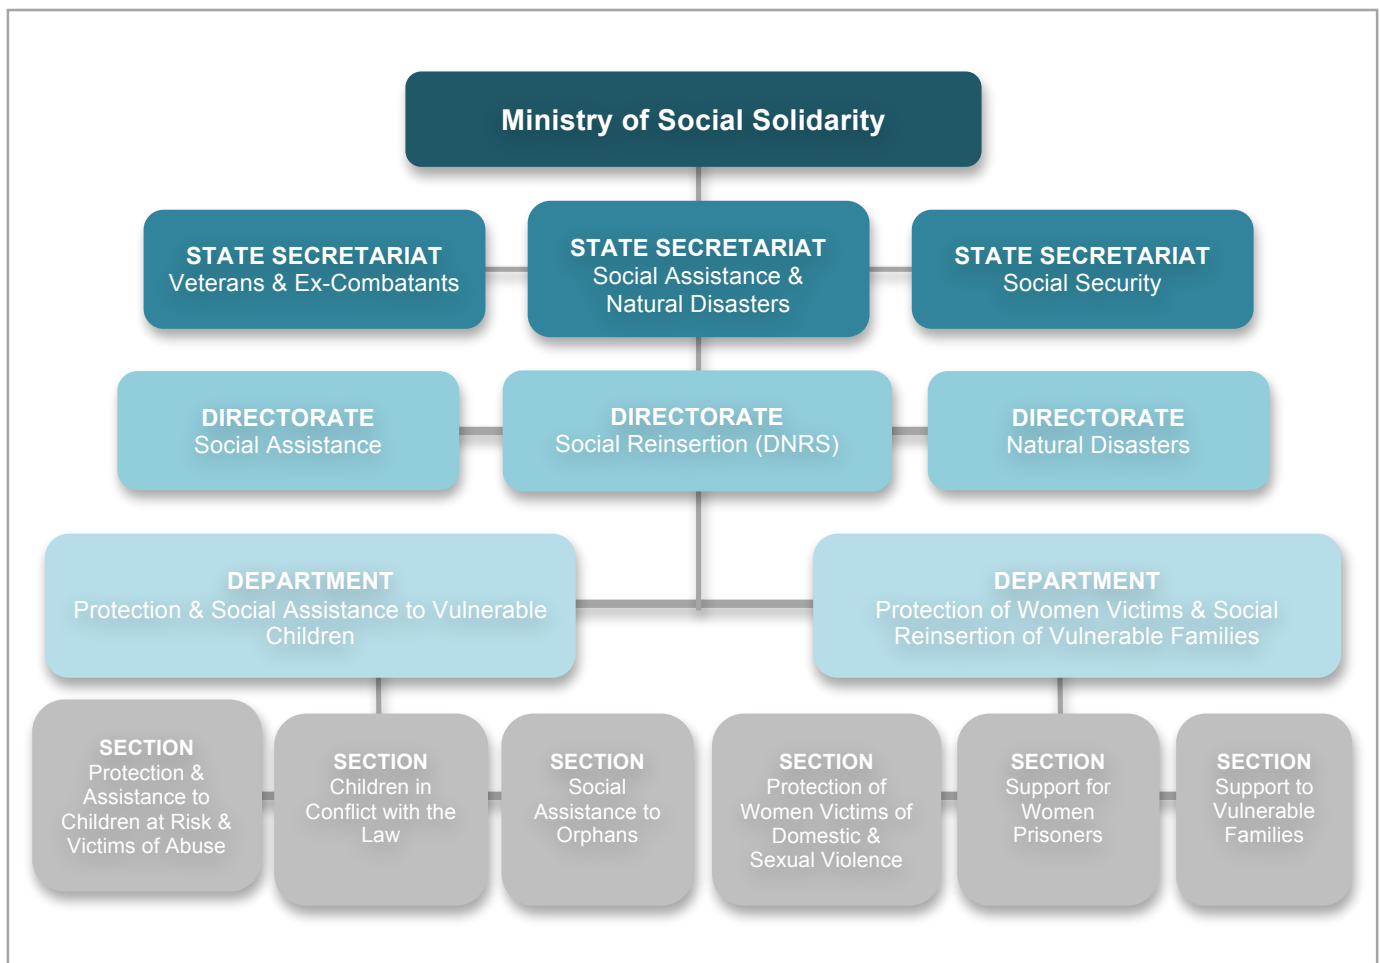 Ministry of Social Solidarity
STATE SECRETARIAT
Veterans & Ex-Combatants
STATE SECRETARIAT
Social Assistance &
Natural Disasters
STATE SECRETARIAT
Social Security
DIRECTORATE
Social Assistance
DIRECTORATE
Social Reinsertion (DNRS)
DIRECTORATE
Natural Disasters
DEPARTMENT
Protection & Social Assistance to Vulnerable
Children
DEPARTMENT
Protection of Women Victims & Social
Reinsertion of Vulnerable Families
SECTION
Protection &
Assistance to
Children at Risk &
Victims of Abuse
SECTION
Children in
Conflict with the
Law
SECTION
Social
Assistance to
Orphans
SECTION
Protection of
Women Victims of
Domestic &
Sexual Violence
SECTION
Support for
Women
Prisoners
SECTION
Support to
Vulnerable
Families